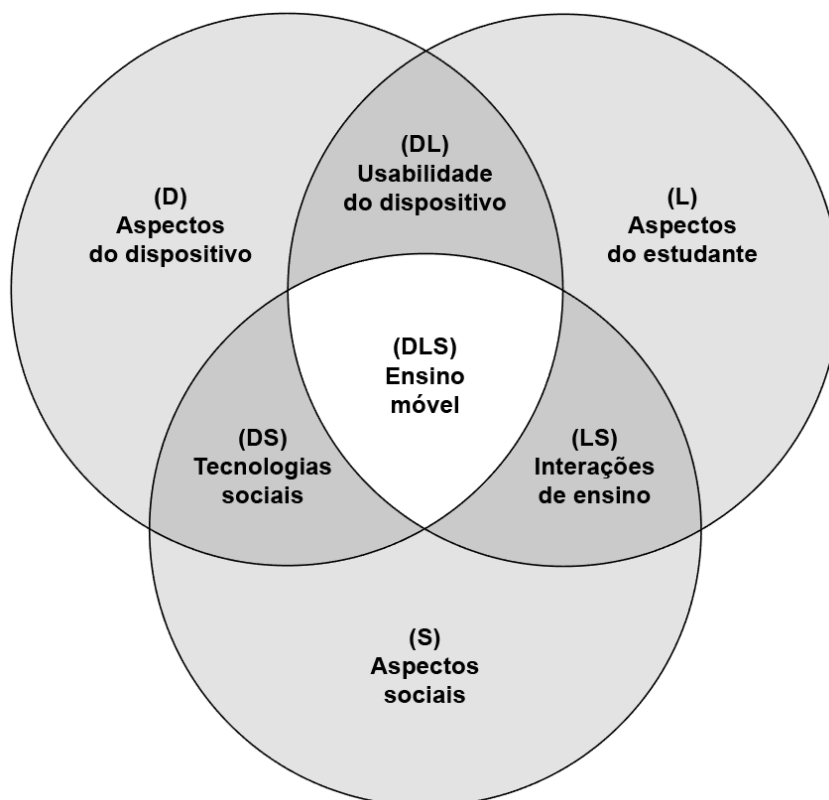 (DL)
Usabilidade
do dispositivo
(D)
Aspectos
do dispositivo
(L)
Aspectos
do estudante
(DLS)
Ensino
móvel
(DS)
Tecnologias
sociais
(LS)
Interações
de ensino
(S)
Aspectos
sociais